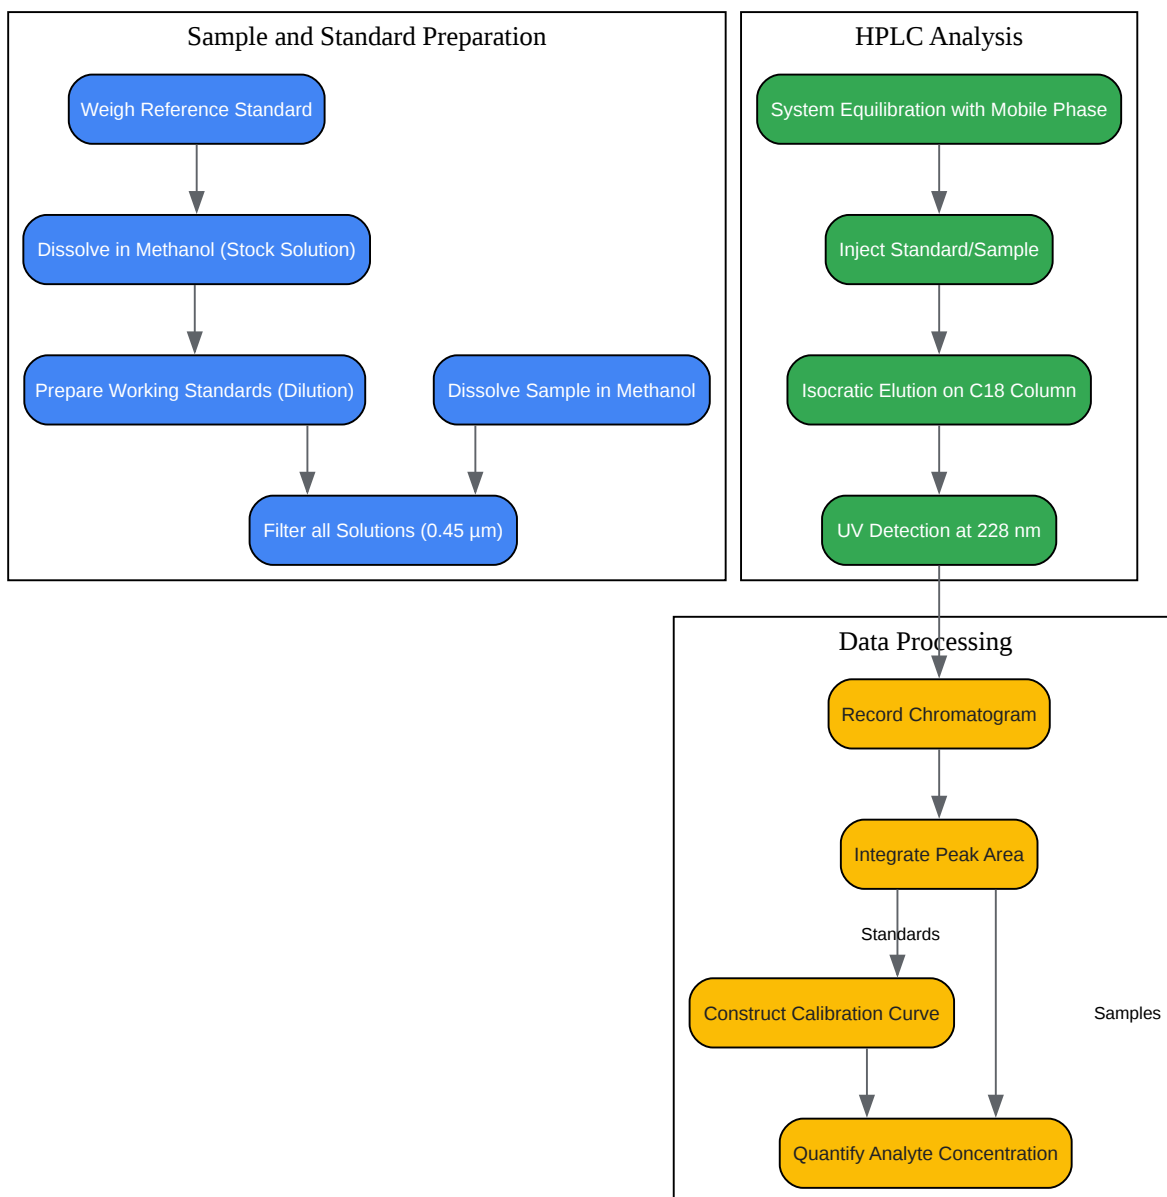 Sample and Standard Preparation
Weigh Reference Standard
Dissolve in Methanol (Stock Solution)
Prepare Working Standards (Dilution)
Dissolve Sample in Methanol
Filter all Solutions (0.45 µm)
HPLC Analysis
System Equilibration with Mobile Phase
Inject Standard/Sample
Isocratic Elution on C18 Column
UV Detection at 228 nm
Data Processing
Record Chromatogram
Integrate Peak Area
Standards
Construct Calibration Curve
Samples
Quantify Analyte Concentration